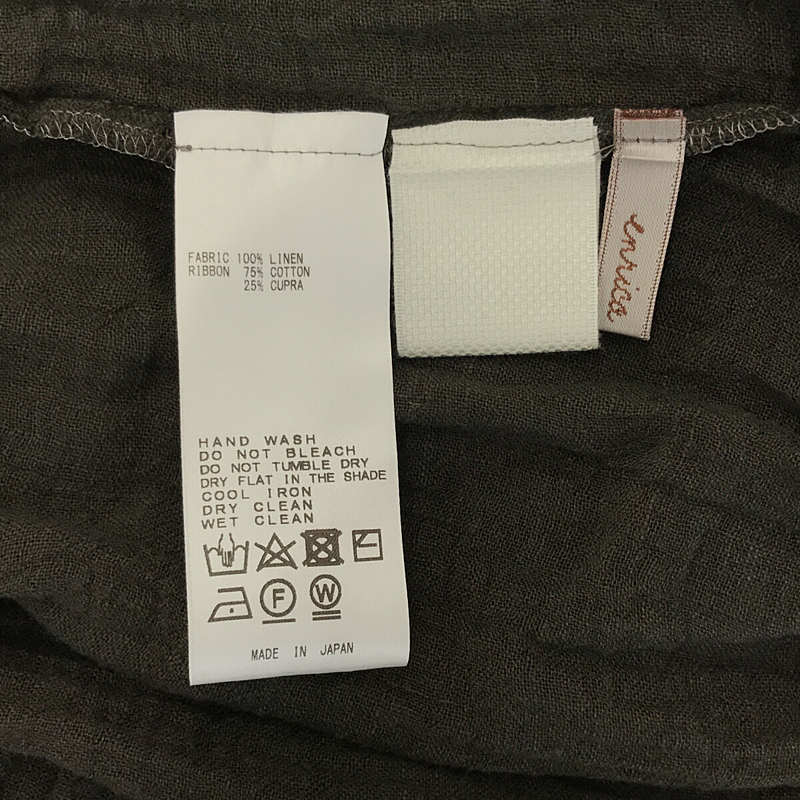 FABRIC 100% LINEN
RIBBON 75% COTTON
25% CUPRA
HAND WASH
DO NOT BLEACH
DO NOT TUMBLE DRY
DRY FLAT IN THE SHADE
COOL IRON
DRY CLEAN
WET CLEAN
F
W
MADE IN JAPAN
enrica